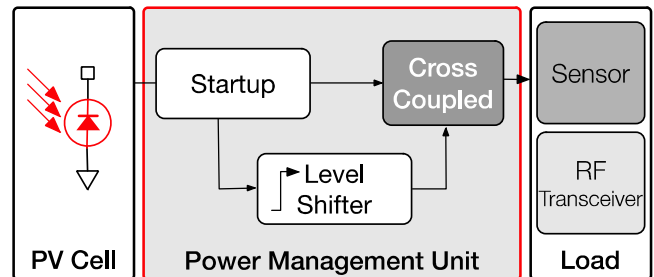 Startup
Cross
Coupled
Level
Shifter
Sensor
RF
Transceiver
PV Cell
Power Management Unit
Load